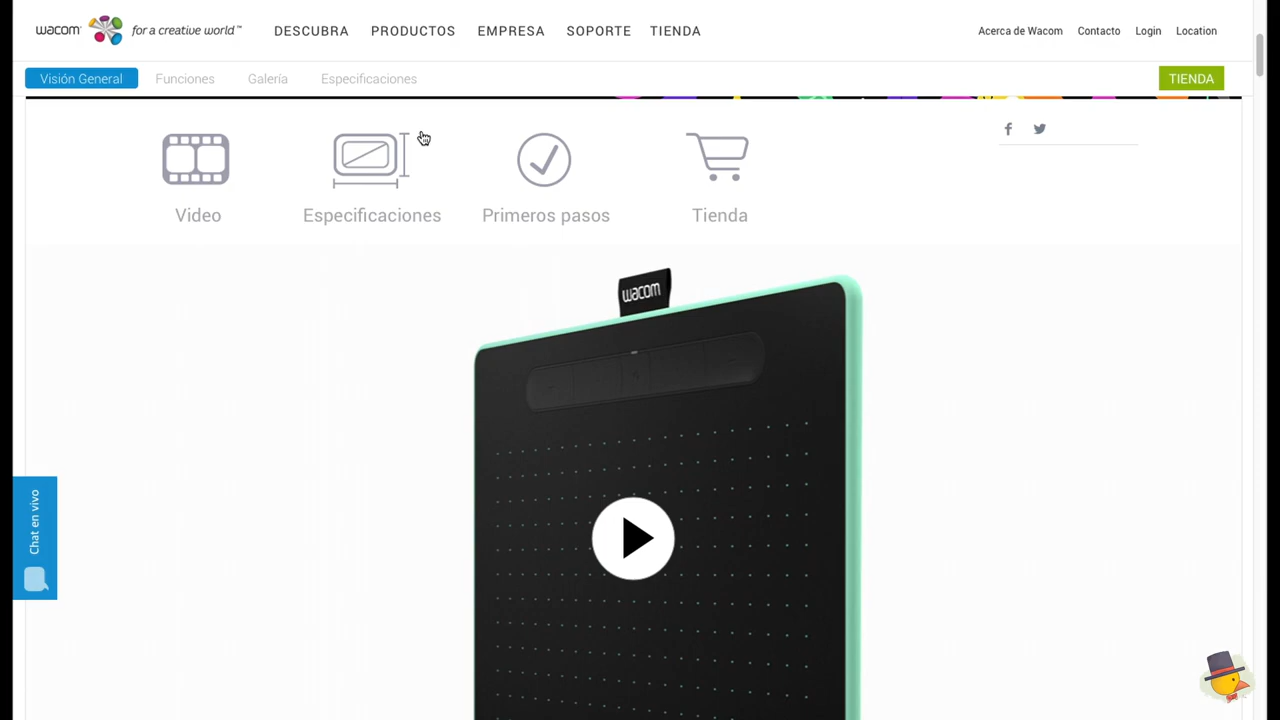 wacom for a creative world™ DESCUBRA PRODUCTOS EMPRESA SOPORTE TIENDA Acerca de Wacom Contacto Login Location
Visión General Funciones Galería Especificaciones TIENDA
Video Especificaciones Primeros pasos Tienda
wacom
Chat en vivo